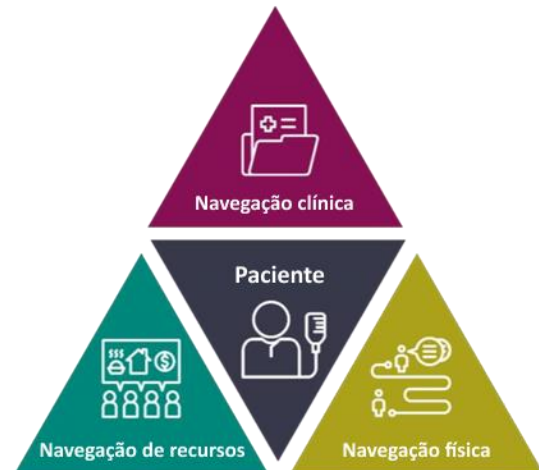 Navegação clínica
Paciente
Navegação de recursos
Navegação física